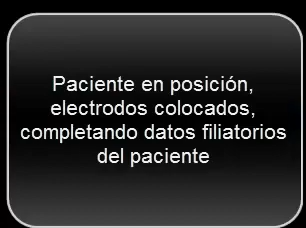 Paciente en posición,
electrodos colocados,
completando datos filiatorios
del paciente